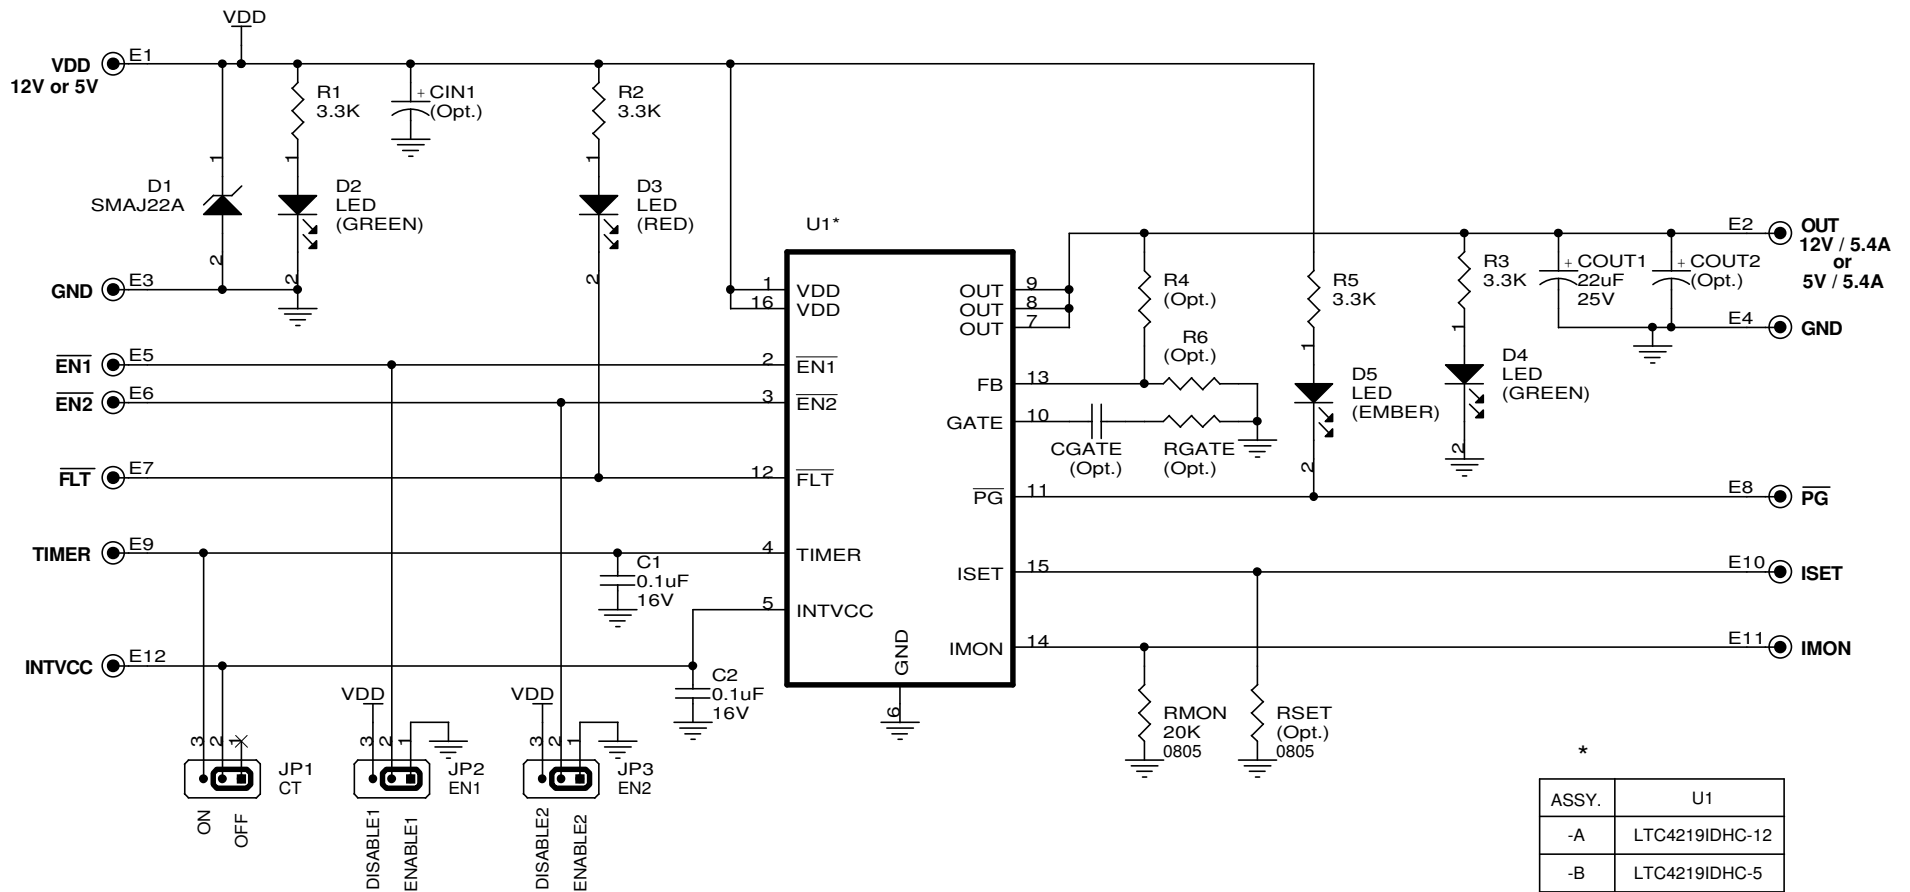 VDD
VDD
12V or 5V
E1
R1
3.3K
+
CIN1
(Opt.)
R2
3.3K
1
1
1
D1
SMAJ22A
D2
LED
(GREEN)
D3
LED
(RED)
2
2
2
GND
E3
U1*
E2
OUT
12V / 5.4A
or
5V / 5.4A
1
VDD
16
VDD
OUT
9
OUT
8
OUT
7
R4
(Opt.)
R5
3.3K
R3
3.3K
+
COUT1
22uF
25V
+
COUT2
(Opt.)
E4
GND
EN1
E5
2
EN1
R6
(Opt.)
1
1
EN2
E6
3
EN2
FB
13
D5
LED
(EMBER)
D4
LED
(GREEN)
GATE
10
CGATE
(Opt.)
RGATE
(Opt.)
2
2
FLT
E7
12
FLT
PG
11
E8
PG
TIMER
E9
4
TIMER
C1
0.1uF
16V
ISET
15
E10
ISET
5
INTVCC
GND
6
IMON
14
E11
IMON
INTVCC
E12
C2
0.1uF
16V
RMON
20K
0805
RSET
(Opt.)
0805
VDD
VDD
3
2
1
3
2
1
3
2
1
JP1
CT
JP2
EN1
JP3
EN2
ON
OFF
DISABLE1
ENABLE1
DISABLE2
ENABLE2
*
ASSY. U1
-A LTC4219IDHC-12
-B LTC4219IDHC-5